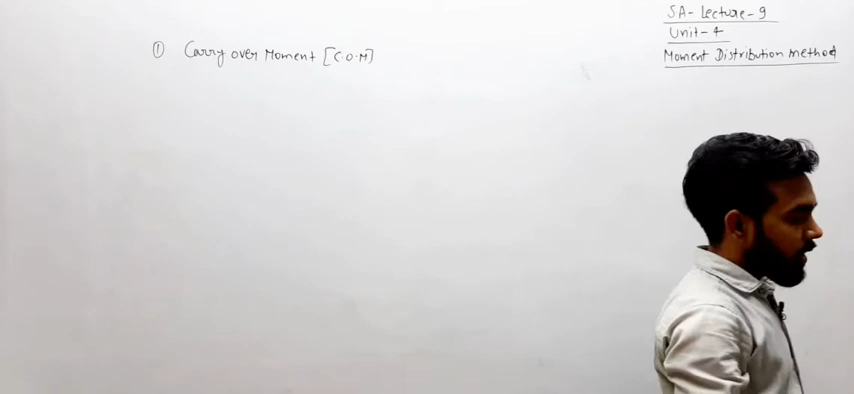 SA- Lecture-9
Unit-4
Moment Distribution method
① Carry over Moment [C.O.M]